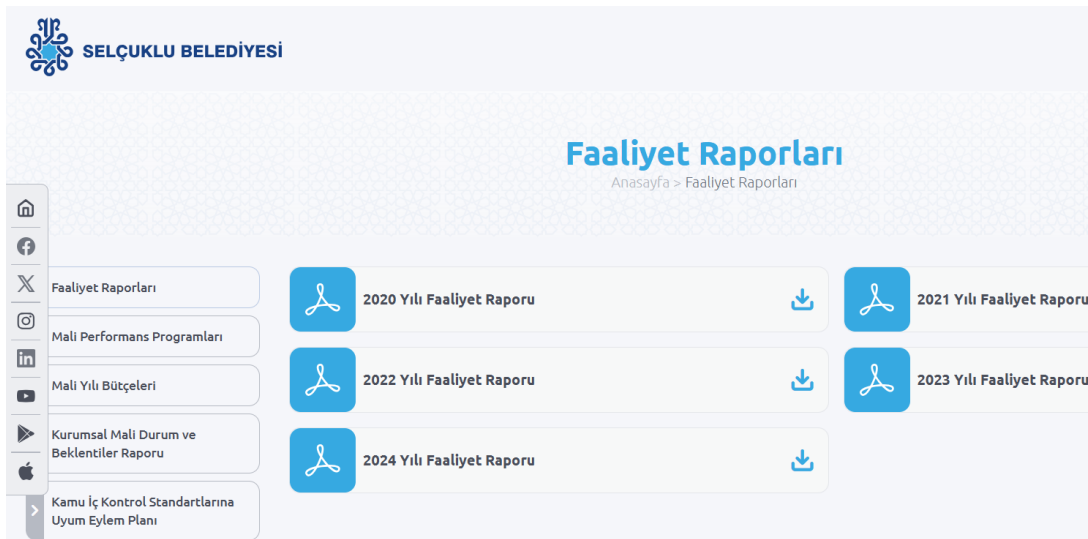 SELÇUKLU BELEDİYESİ
Faaliyet Raporları
Anasayfa > Faaliyet Raporları
Faaliyet Raporları
Mali Performans Programları
Mali Yılı Bütçeleri
Kurumsal Mali Durum ve
Beklentiler Raporu
Kamu İç Kontrol Standartlarına
Uyum Eylem Planı
2020 Yılı Faaliyet Raporu
2021 Yılı Faaliyet Raporu
2022 Yılı Faaliyet Raporu
2023 Yılı Faaliyet Raporu
2024 Yılı Faaliyet Raporu